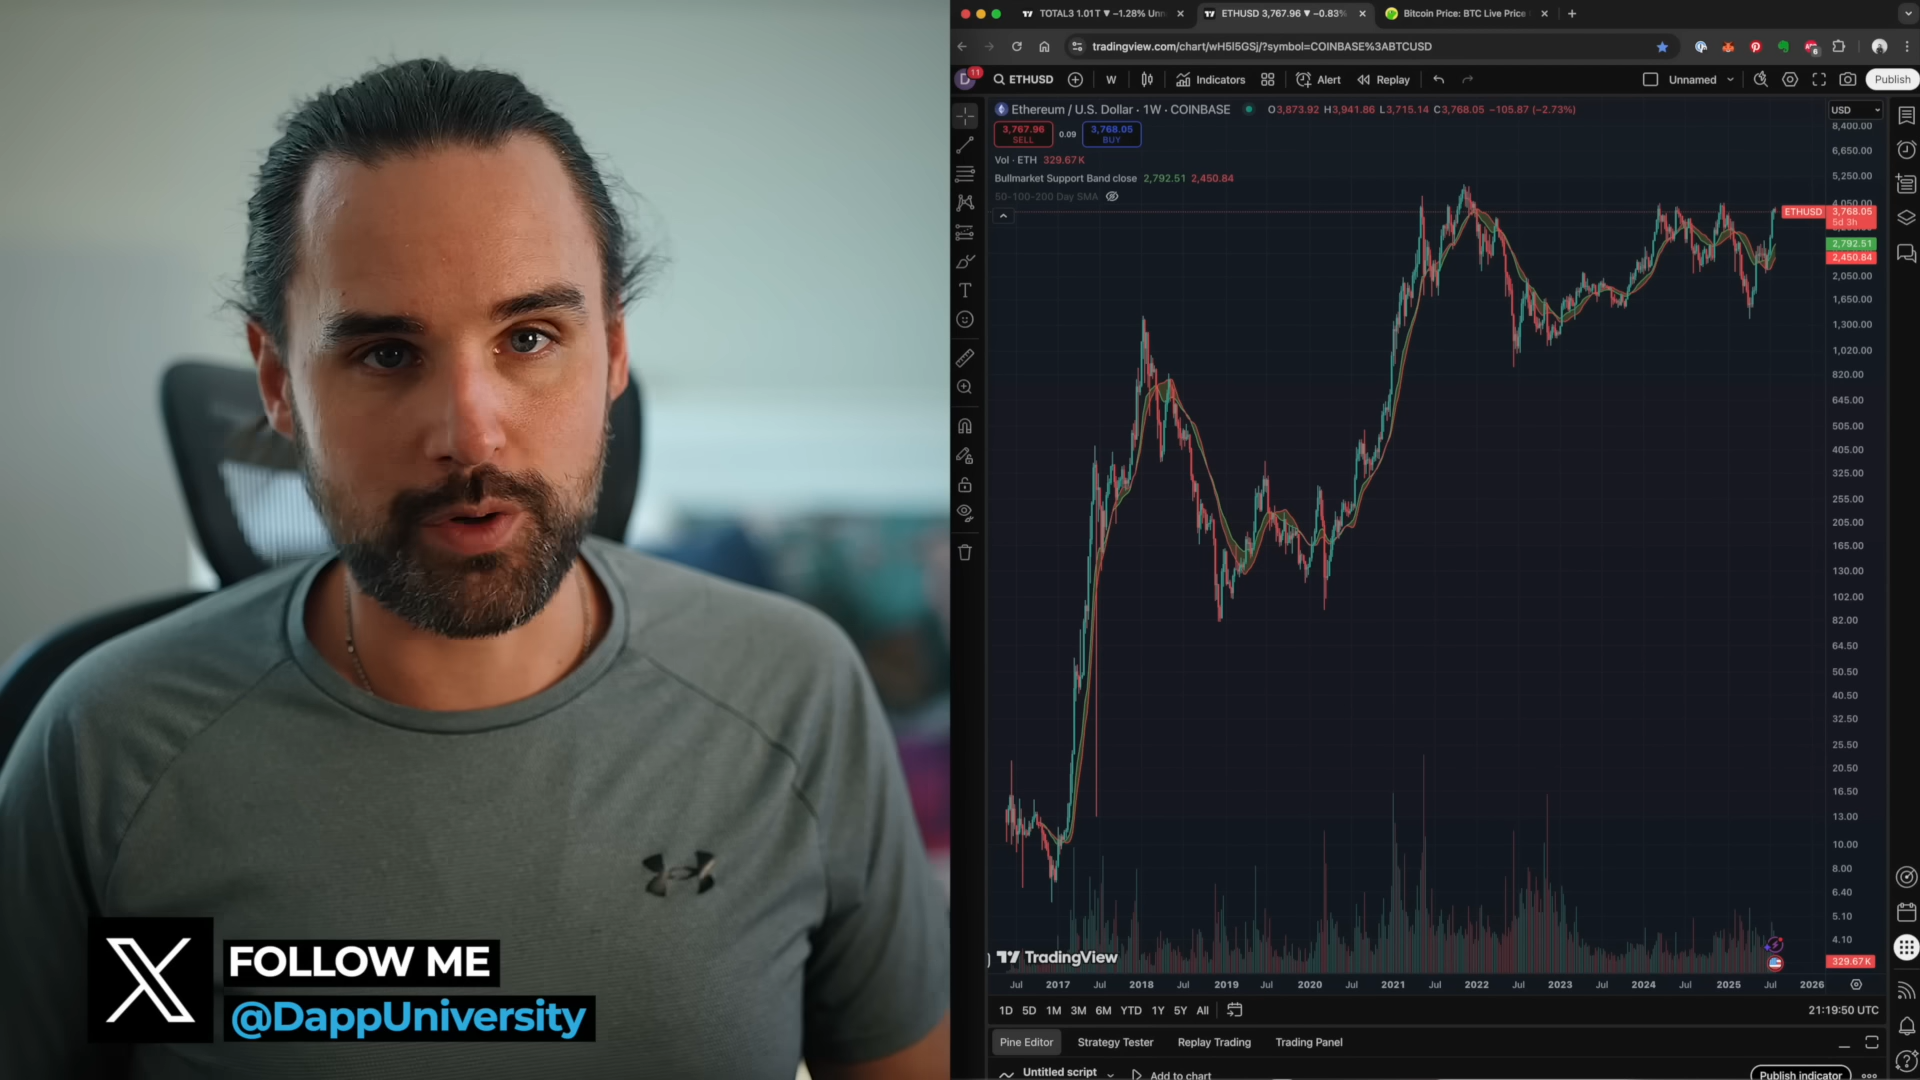 TOTAL3 1.01T ▼ −1.28% Unn
ETHUSD 3,767.96 ▼ −0.83%
Bitcoin Price: BTC Live Price
tradingview.com/chart/wH5I5GSj/?symbol=COINBASE%3ABTCUSD
D 11 ETHUSD W Indicators Alert Replay Unnamed Publish
Ethereum / U.S. Dollar · 1W · COINBASE O3,873.92 H3,941.86 L3,715.14 C3,768.05 −105.87 (−2.73%)
USD
3,767.96 SELL 0.09 3,768.05 BUY
Vol · ETH 329.67K
Bullmarket Support Band close 2,792.51 2,450.84
50-100-200 Day SMA
8,400.00
6,650.00
5,250.00
4,050.00
ETHUSD 3,768.05
5d 3h
2,792.51
2,450.84
2,050.00
1,650.00
1,300.00
1,020.00
820.00
645.00
505.00
405.00
325.00
255.00
205.00
165.00
130.00
102.00
82.00
64.50
50.50
40.50
32.50
25.50
20.50
16.50
13.00
10.00
8.00
6.40
5.10
4.10
329.67K
TradingView
Jul 2017 Jul 2018 Jul 2019 Jul 2020 Jul 2021 Jul 2022 Jul 2023 Jul 2024 Jul 2025 Jul 2026
1D 5D 1M 3M 6M YTD 1Y 5Y All 21:19:50 UTC
Pine Editor Strategy Tester Replay Trading Trading Panel
Untitled script Add to chart Publish indicator
FOLLOW ME
@DappUniversity